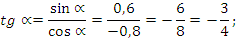 tg ∝= sin ∝ / cos ∝ = 0,6 / −0,8 = − 6/8 = − 3/4 ;